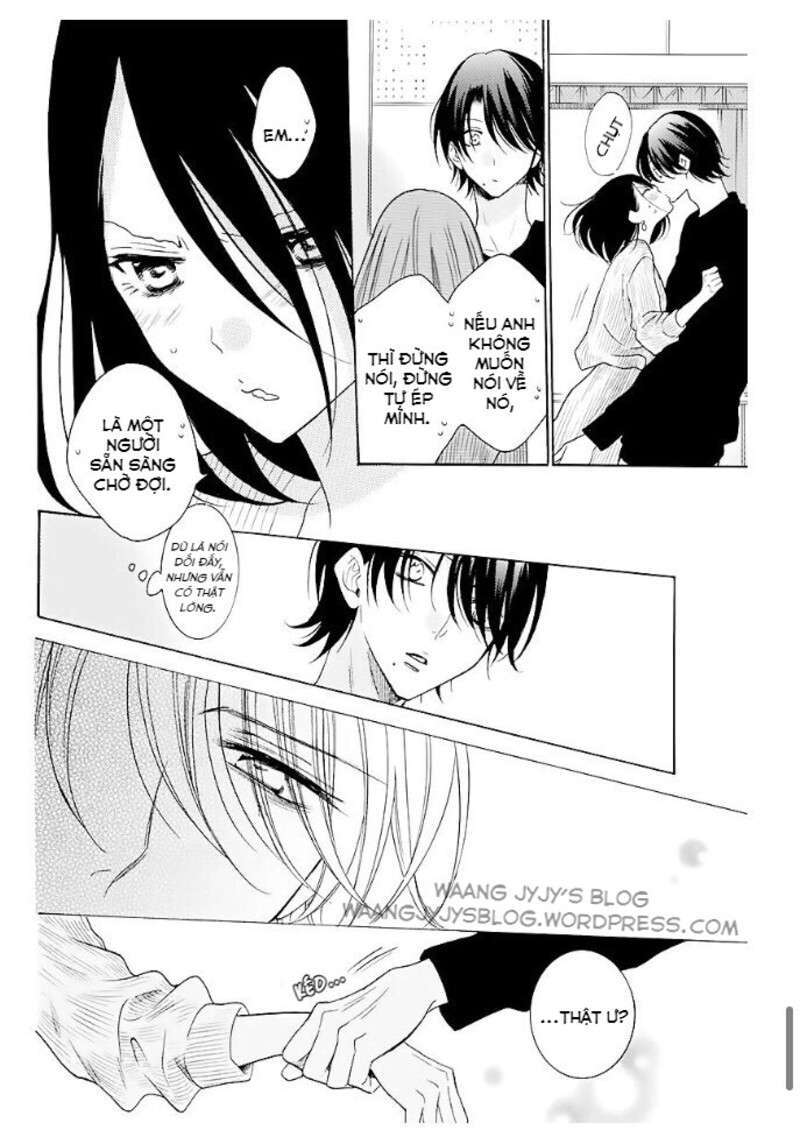 CHỤT
NẾU ANH
KHÔNG
MUỐN
NÓI VỀ
NÓ,
THÌ ĐỪNG
NÓI, ĐỪNG
TỰ ÉP
MÌNH.
EM...
LÀ MỘT
NGƯỜI
SẴN SÀNG
CHỜ ĐỢI.
DÙ LÀ NÓI
DỐI ĐẤY,
NHƯNG VẪN
CÓ THẬT
LÒNG.
WAANG JYJY'S BLOG
WAANGJYJYSBLOG.WORDPRESS.COM
KÉO...
...THẬT Ư?